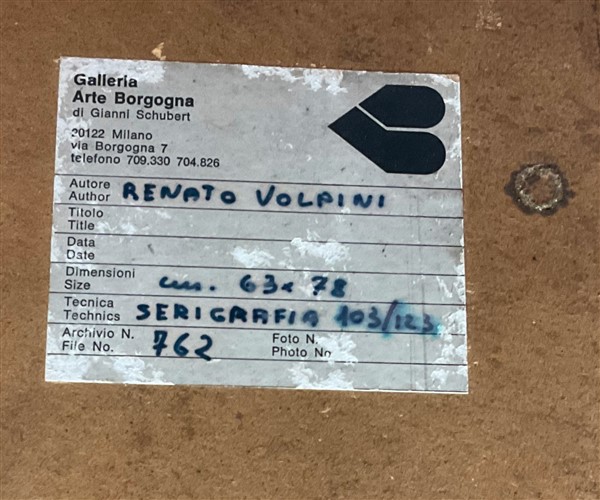 Galleria
Arte Borgogna
di Gianni Schubert
20122 Milano
via Borgogna 7
telefono 709.330 704.826
Autore
Author RENATO VOLPINI
Titolo
Title
Data
Date
Dimensioni
Size cm. 63x78
Tecnica
Technics SERIGRAFIA 103/123
Archivio N.
File No. 762
Foto N.
Photo No